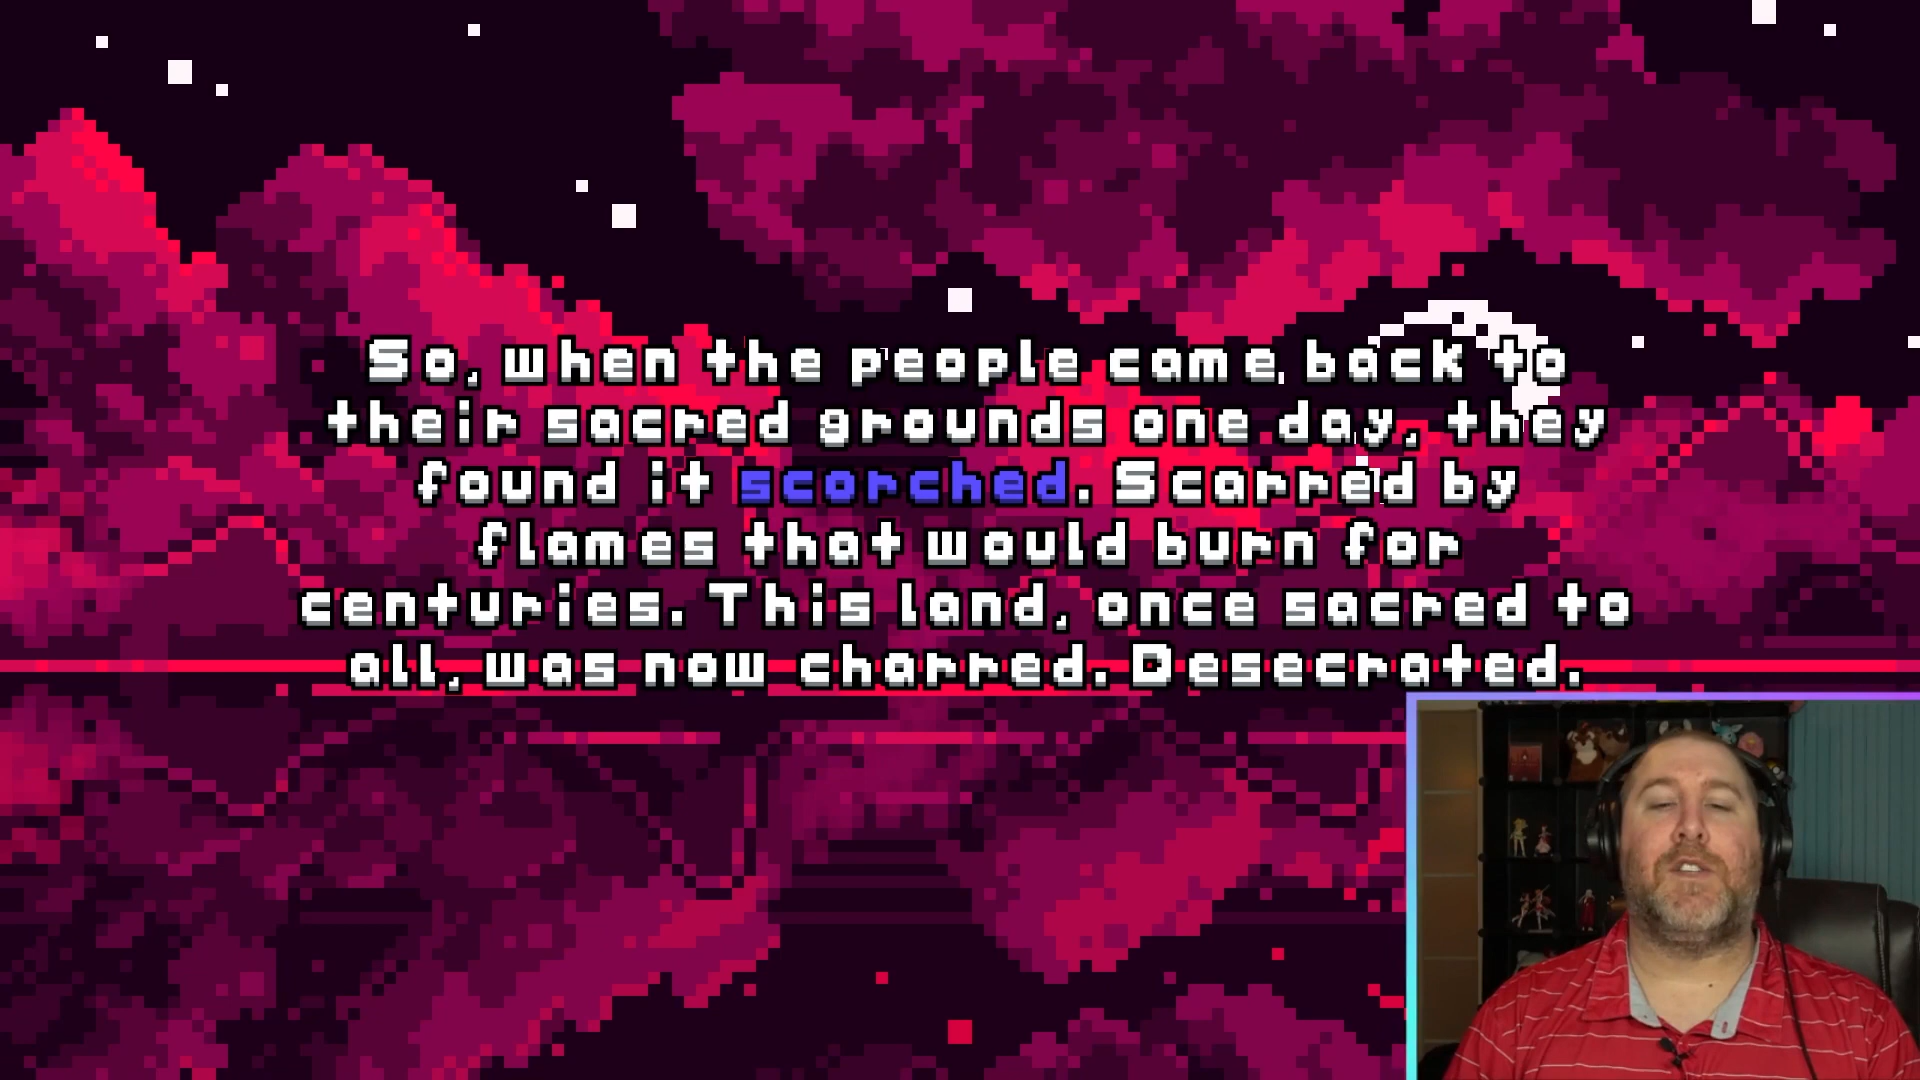 So, when the people came back to
their sacred grounds one day, they
found it scorched. Scarred by
flames that would burn for
centuries. This land, once sacred to
all, was now charred. Desecrated.